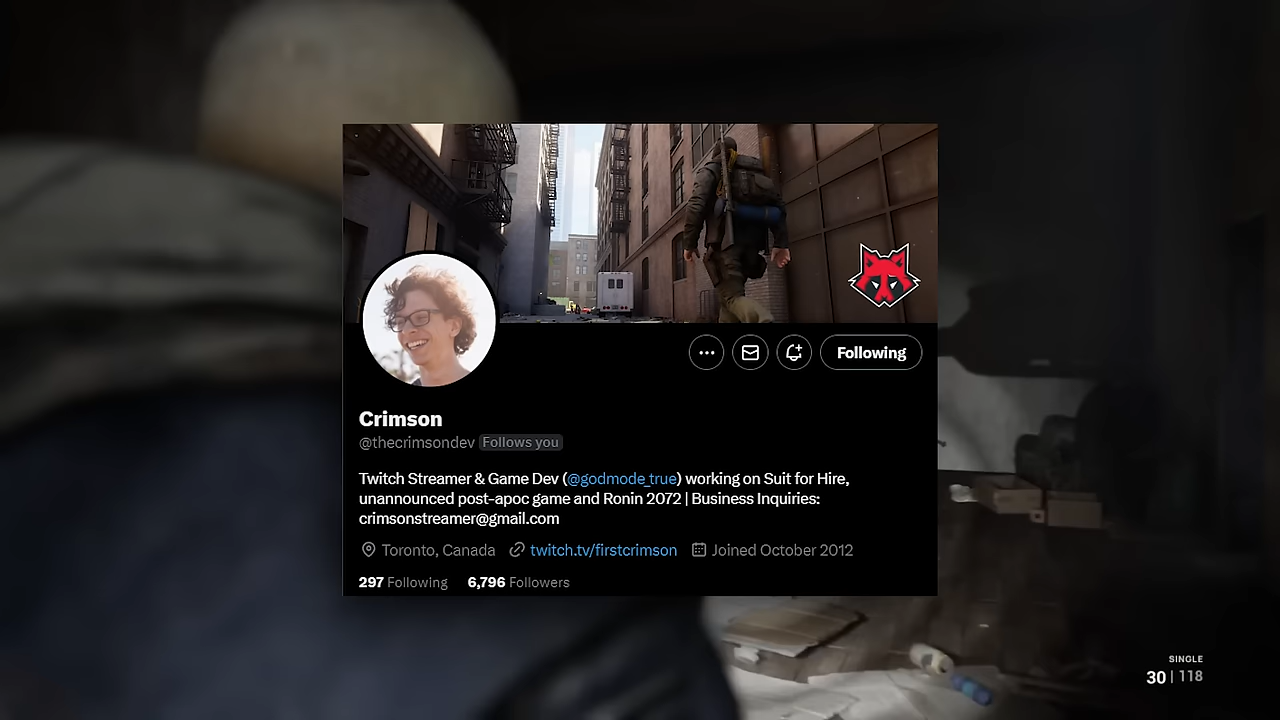 Following
Crimson
@thecrimsondev Follows you
Twitch Streamer & Game Dev (@godmode_true) working on Suit for Hire,
unannounced post-apoc game and Ronin 2072 | Business Inquiries:
crimsonstreamer@gmail.com
Toronto, Canada twitch.tv/firstcrimson Joined October 2012
297 Following 6,796 Followers
SINGLE
30 | 118